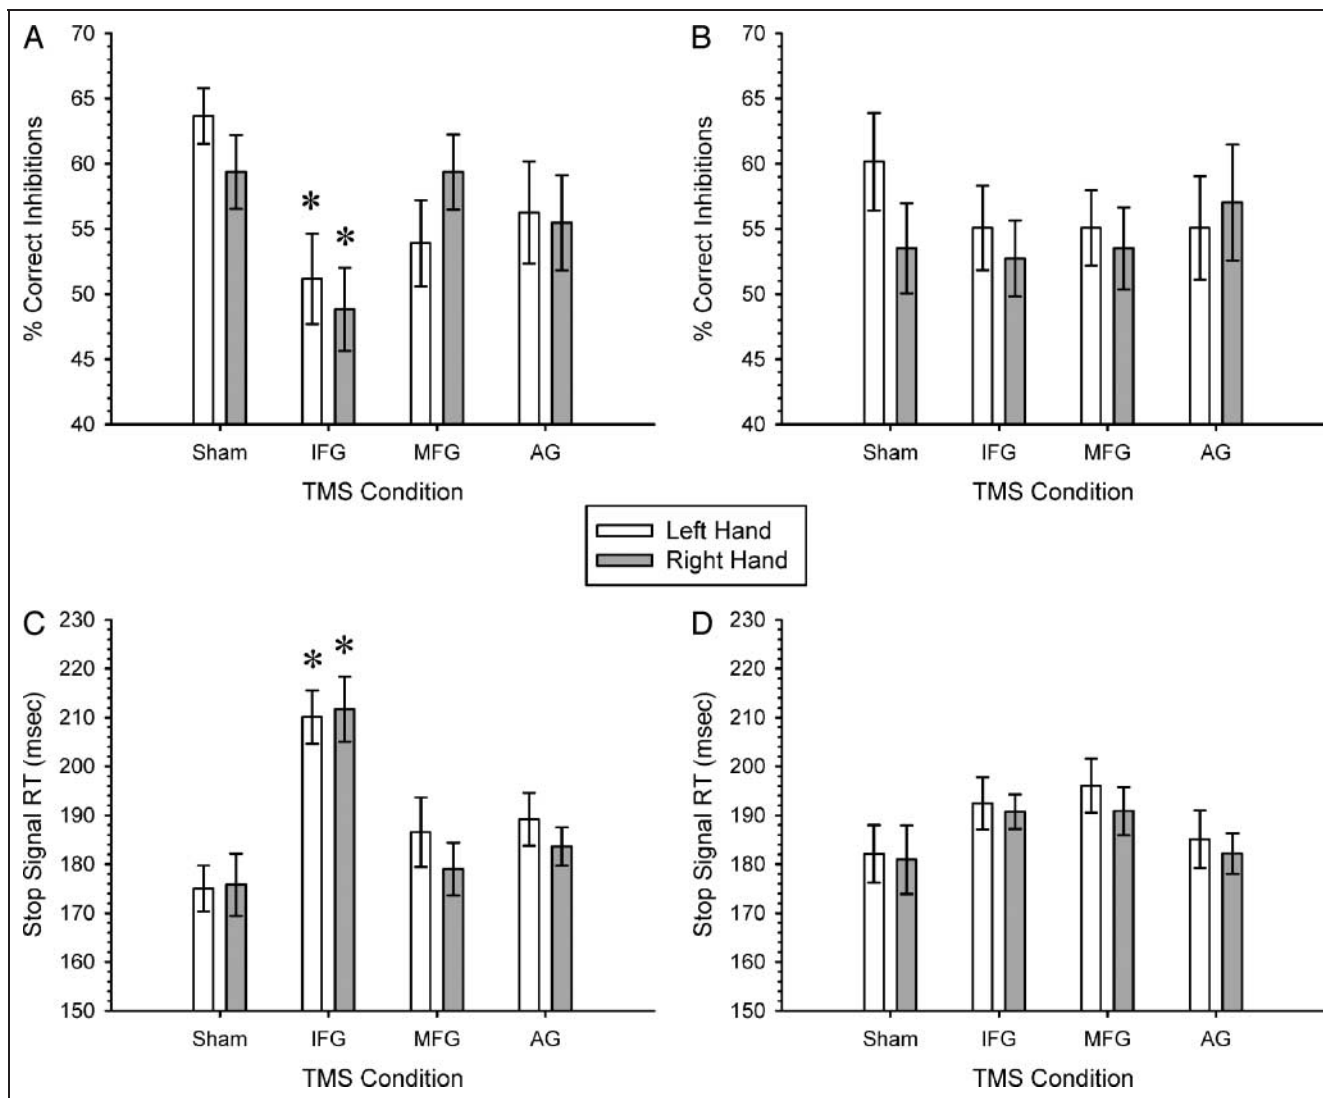 A
% Correct Inhibitions
70
65
60
55
50
45
40
* *
Sham IFG MFG AG
TMS Condition
B
% Correct Inhibitions
70
65
60
55
50
45
40
Sham IFG MFG AG
TMS Condition
Left Hand
Right Hand
C
Stop Signal RT (msec)
230
220
210
200
190
180
170
160
150
* *
Sham IFG MFG AG
TMS Condition
D
Stop Signal RT (msec)
230
220
210
200
190
180
170
160
150
Sham IFG MFG AG
TMS Condition